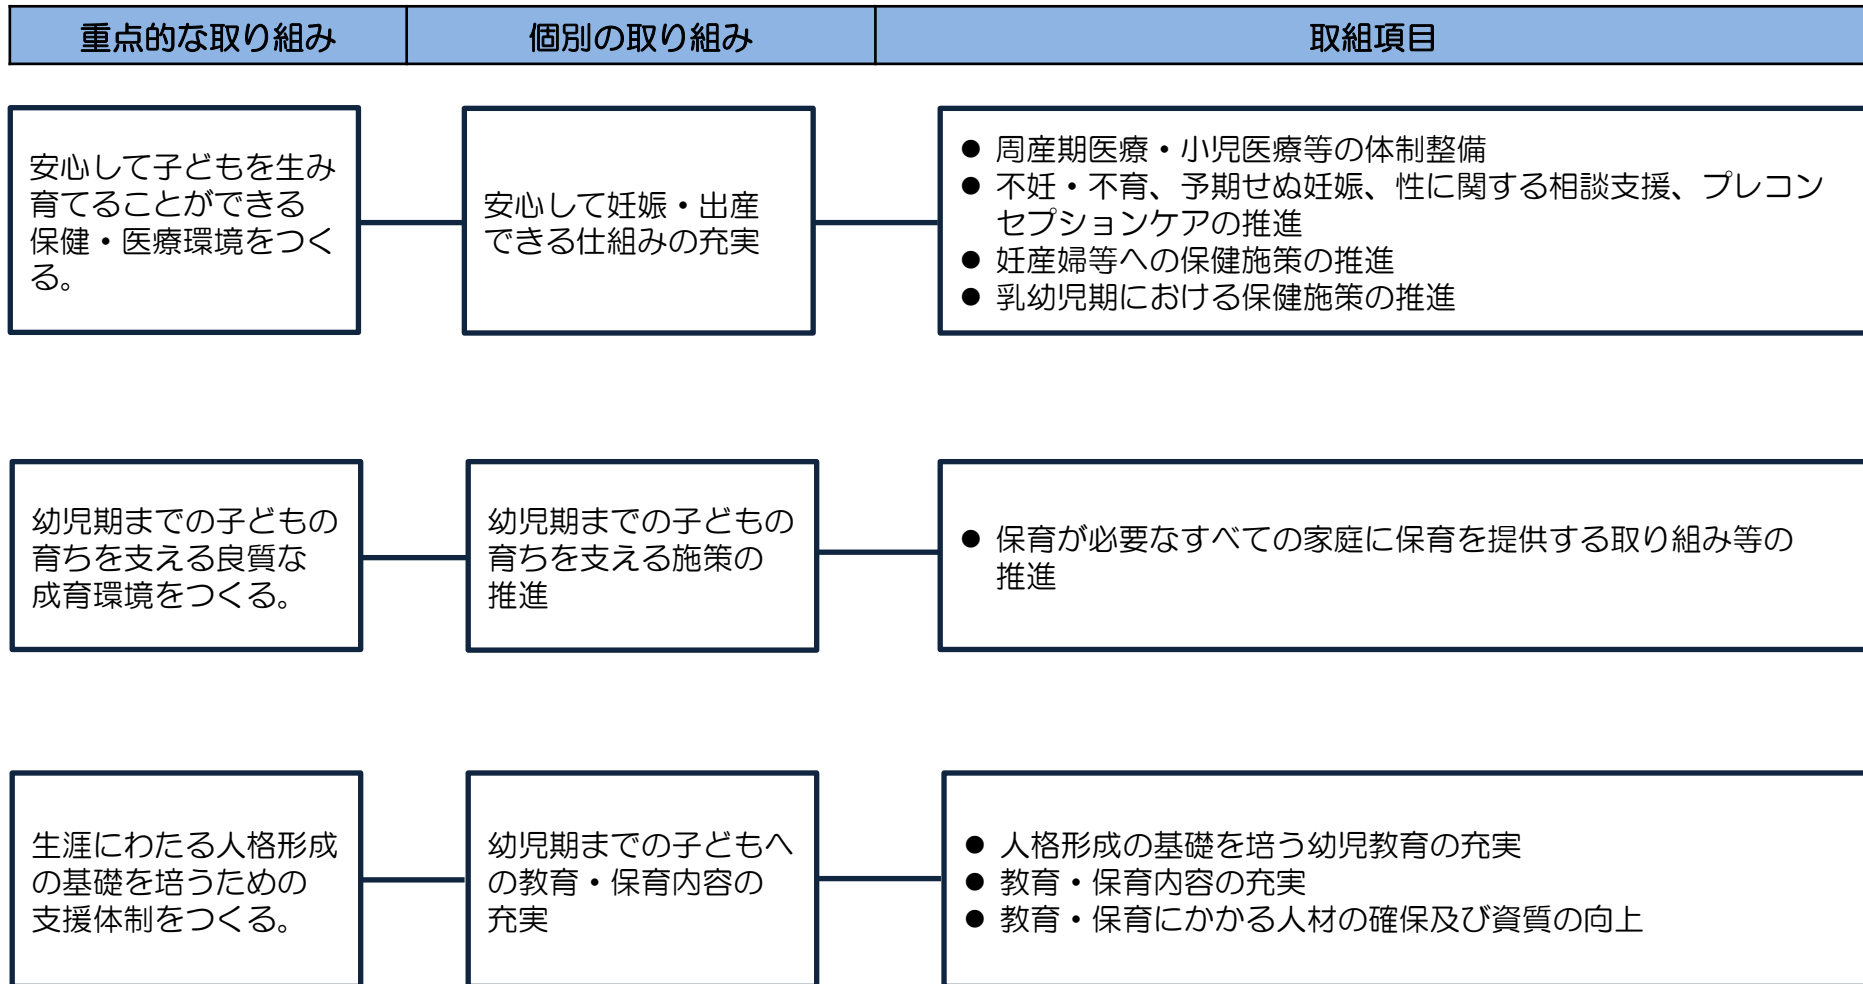 重点的な取り組み
個別の取り組み
取組項目
安心して子どもを生み
育てることができる
保健・医療環境をつく
る。
安心して妊娠・出産
できる仕組みの充実
● 周産期医療・小児医療等の体制整備
● 不妊・不育、予期せぬ妊娠、性に関する相談支援、プレコン
セプションケアの推進
● 妊産婦等への保健施策の推進
● 乳幼児期における保健施策の推進
幼児期までの子どもの
育ちを支える良質な
成育環境をつくる。
幼児期までの子どもの
育ちを支える施策の
推進
● 保育が必要なすべての家庭に保育を提供する取り組み等の
推進
生涯にわたる人格形成
の基礎を培うための
支援体制をつくる。
幼児期までの子どもへ
の教育・保育内容の
充実
● 人格形成の基礎を培う幼児教育の充実
● 教育・保育内容の充実
● 教育・保育にかかる人材の確保及び資質の向上